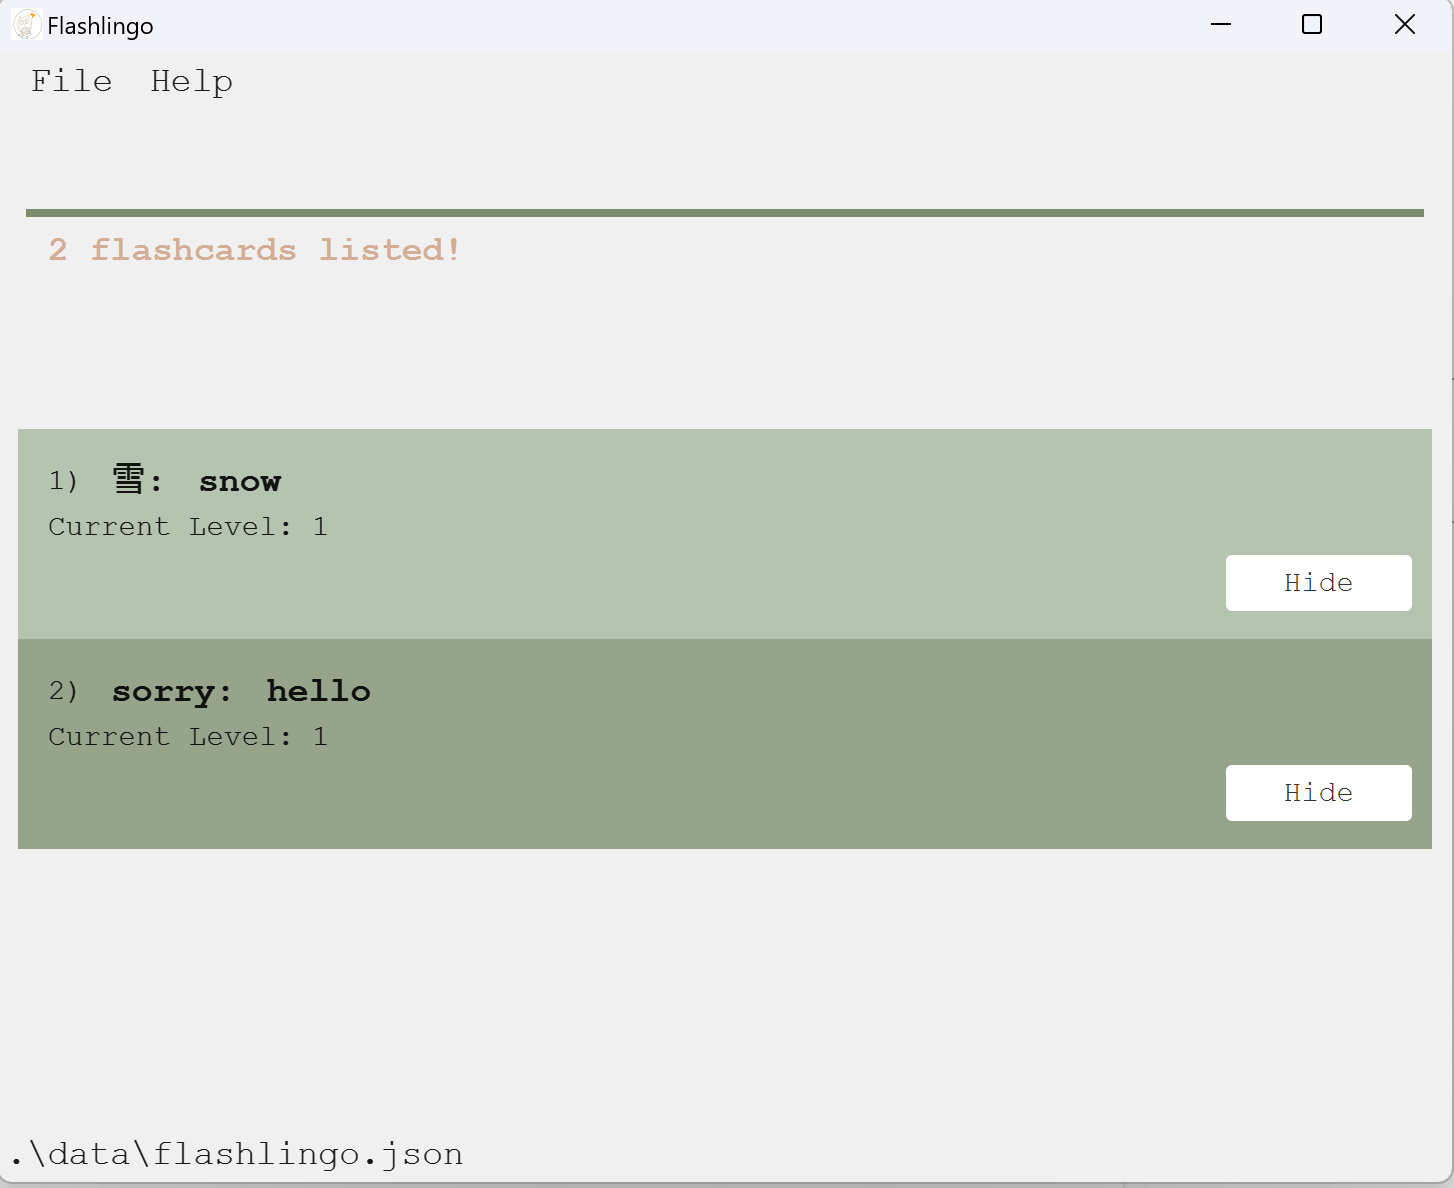 Flashlingo
File Help
2 flashcards listed!
1) 雪: snow
Current Level: 1
Hide
2) sorry: hello
Current Level: 1
Hide
.\data\flashlingo.json